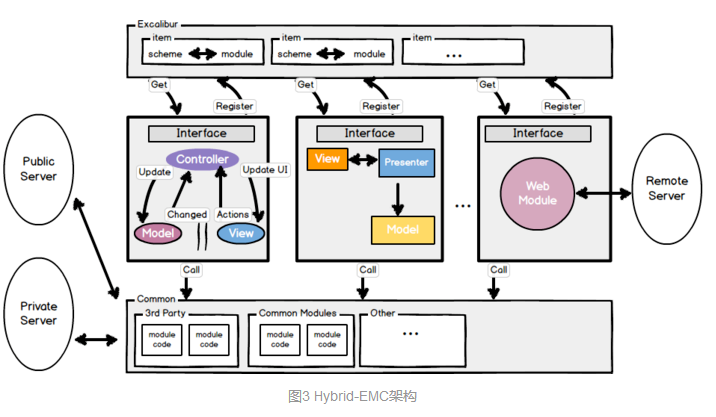 Excalibur
item
scheme
module
item
scheme
module
item
...
Get
Register
Get
Register
Get
Register
Interface
Controller
Update
Update UI
Changed
Actions
Model
View
Interface
View
Presenter
Model
...
Interface
Web
Module
Public
Server
Private
Server
Remote
Server
Call
Call
Call
Common
3rd Party
module
code
module
code
Common Modules
module
code
module
code
Other
...
图3 Hybrid-EMC架构